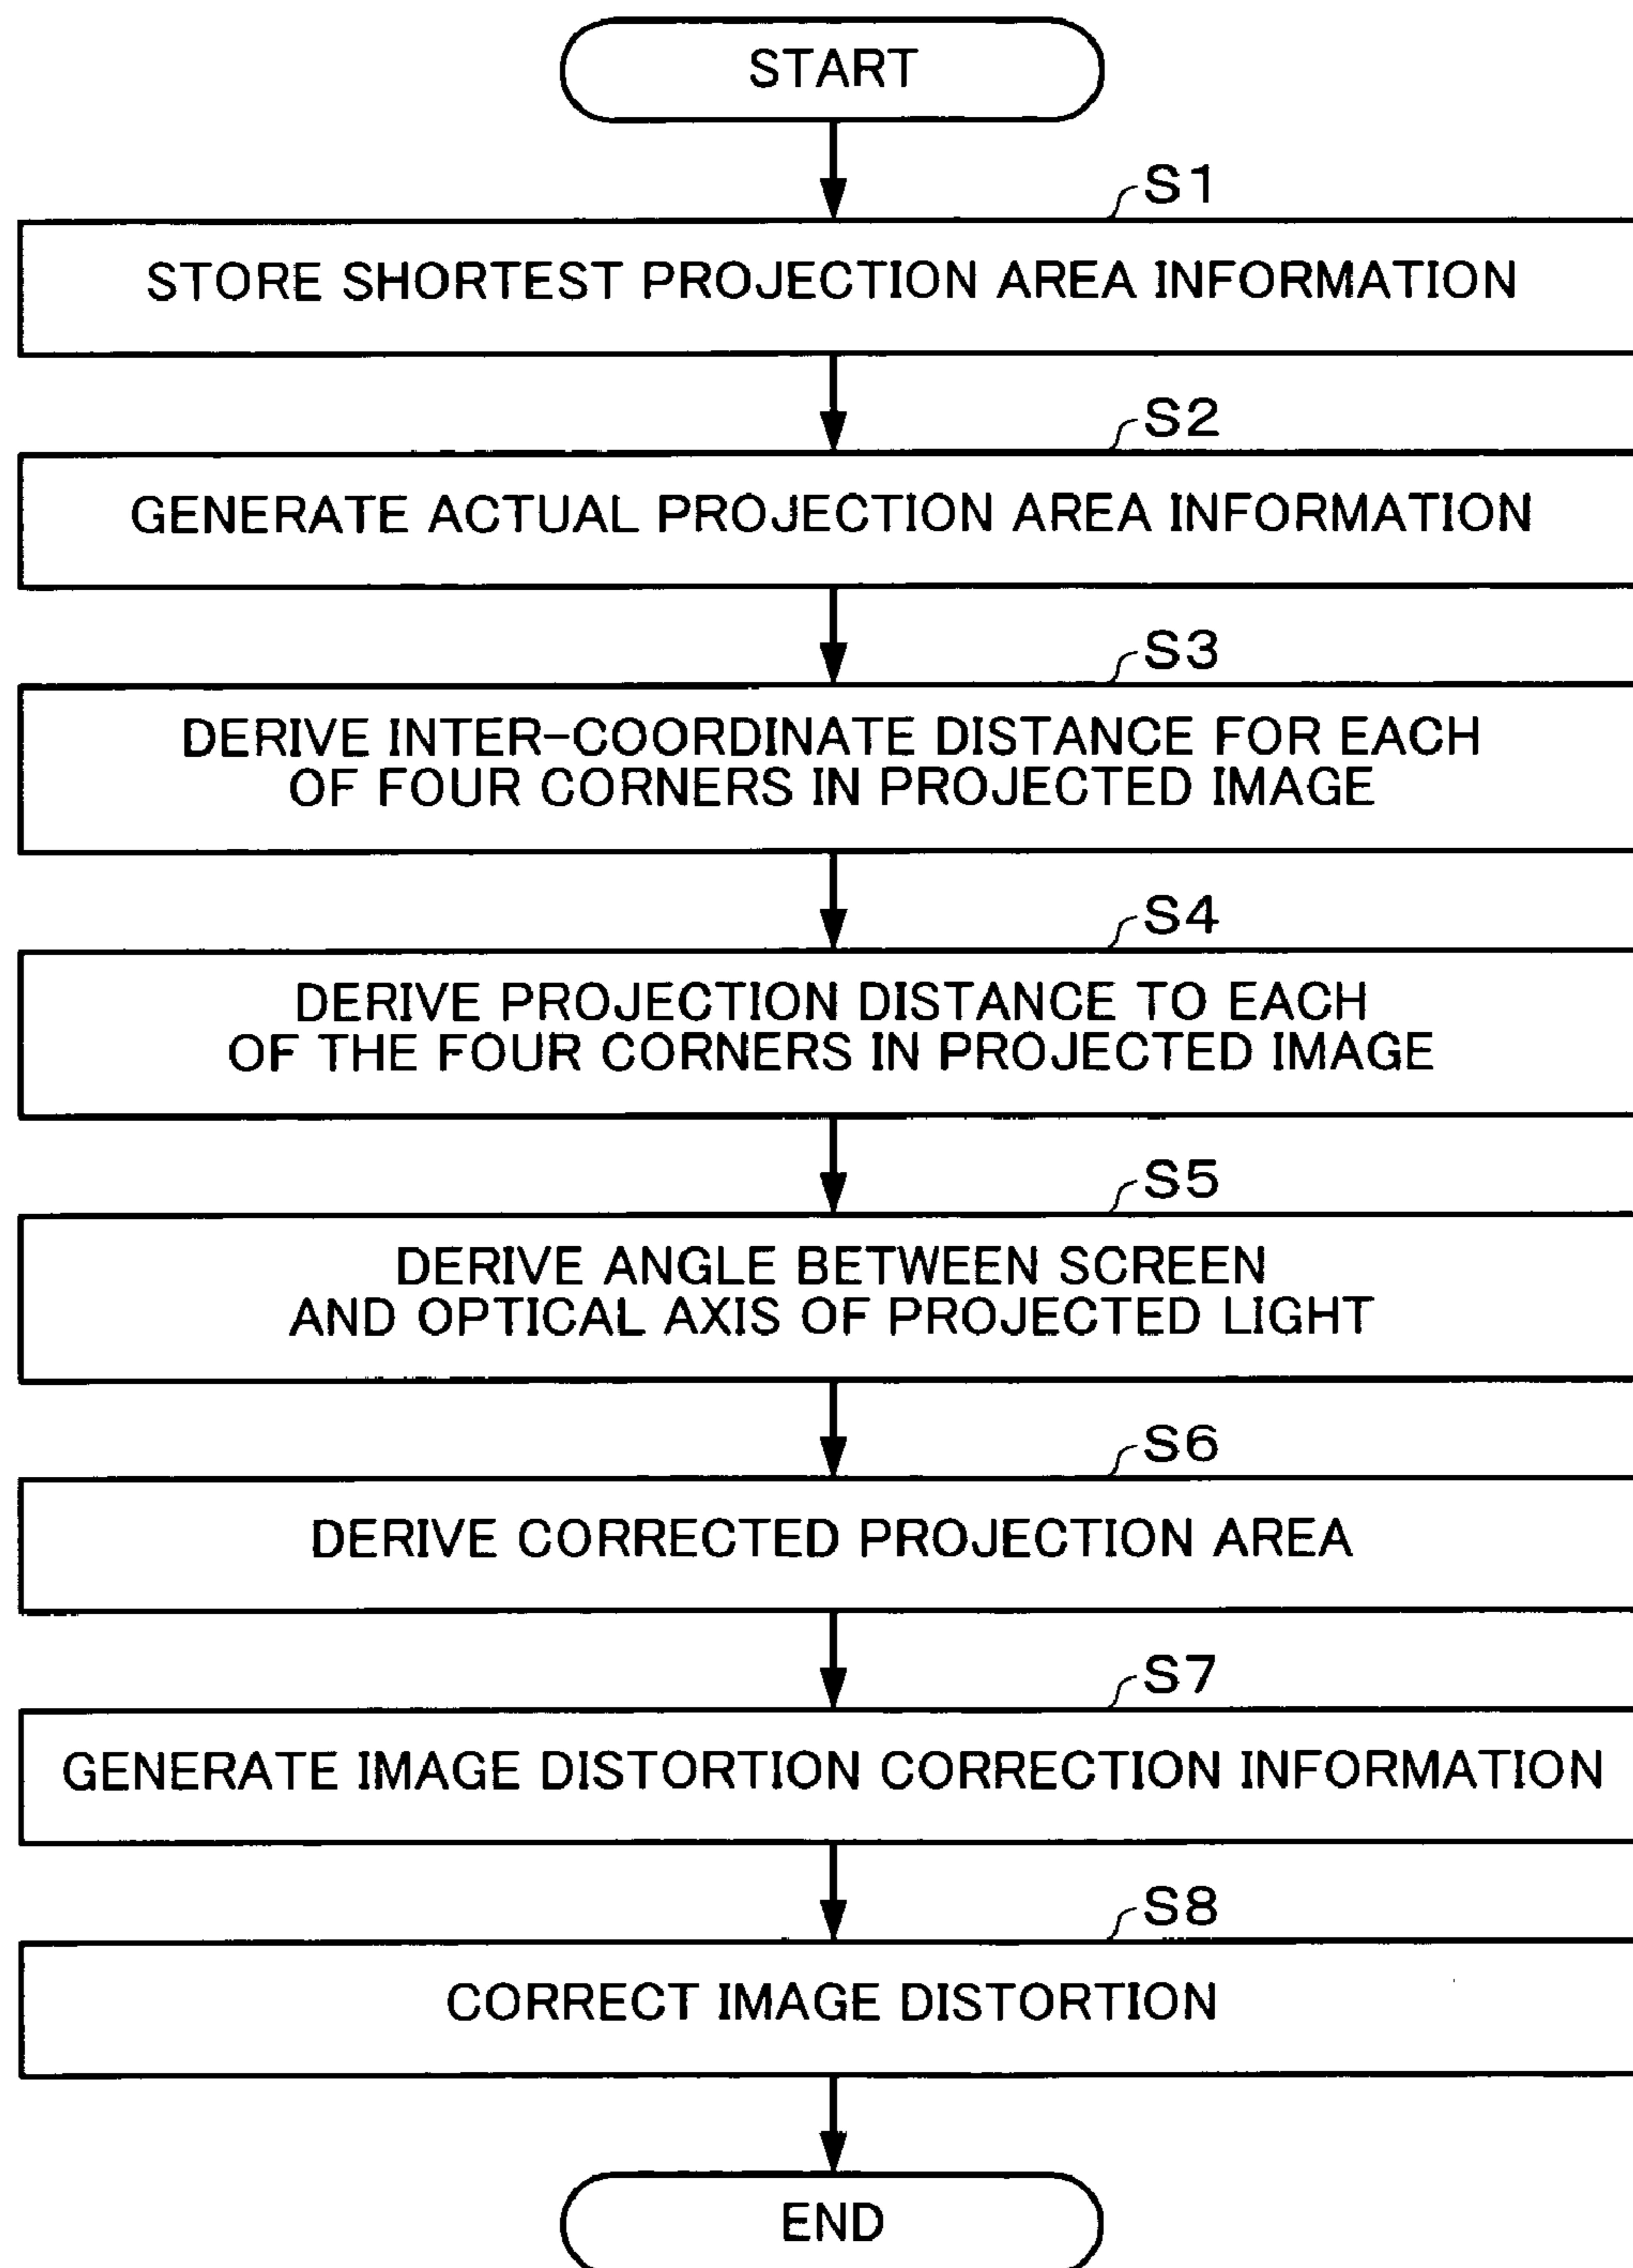 START
S1
STORE SHORTEST PROJECTION AREA INFORMATION
S2
GENERATE ACTUAL PROJECTION AREA INFORMATION
S3
DERIVE INTER-COORDINATE DISTANCE FOR EACH
OF FOUR CORNERS IN PROJECTED IMAGE
S4
DERIVE PROJECTION DISTANCE TO EACH
OF THE FOUR CORNERS IN PROJECTED IMAGE
S5
DERIVE ANGLE BETWEEN SCREEN
AND OPTICAL AXIS OF PROJECTED LIGHT
S6
DERIVE CORRECTED PROJECTION AREA
S7
GENERATE IMAGE DISTORTION CORRECTION INFORMATION
S8
CORRECT IMAGE DISTORTION
END